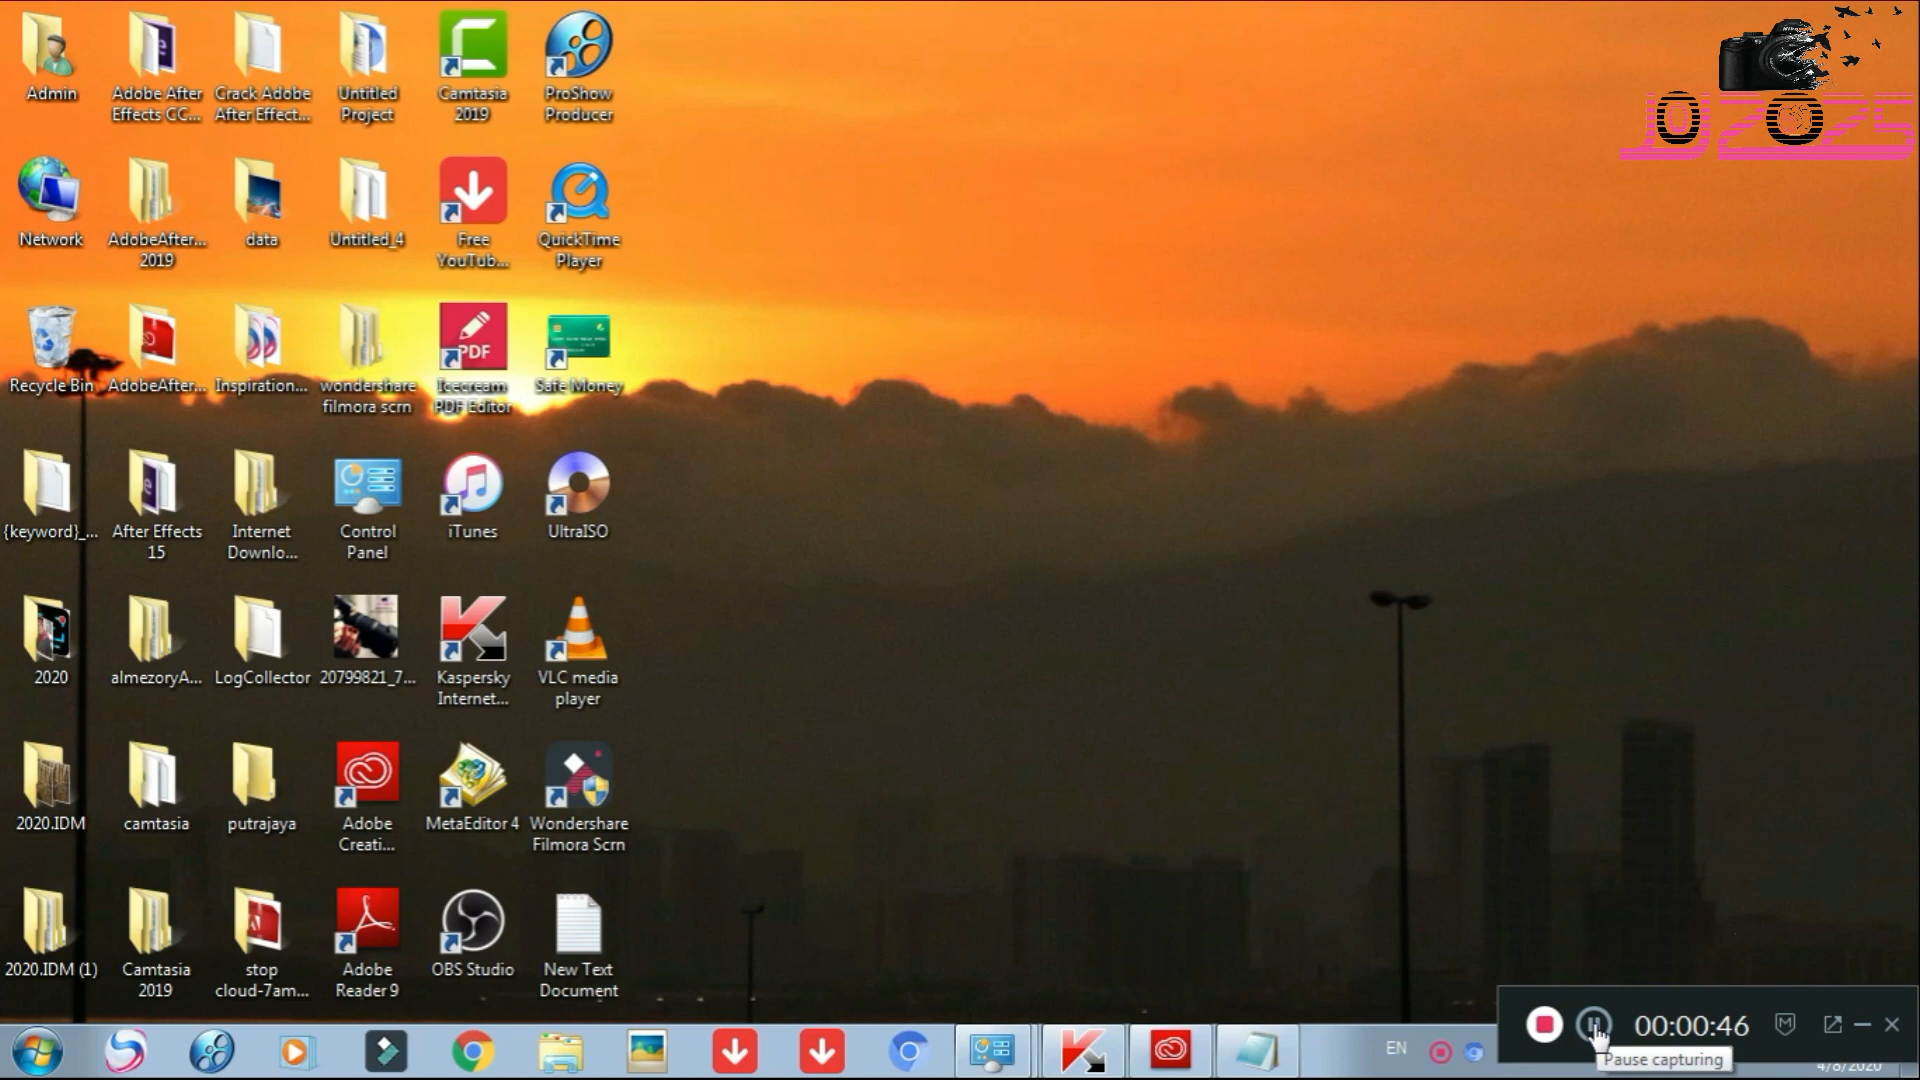 Admin
Adobe After
Effects CC...
Crack Adobe
After Effect...
Untitled
Project
Camtasia
2019
ProShow
Producer
JO 2025
Network
AdobeAfter...
2019
data
Untitled_4
Free
YouTub...
QuickTime
Player
PDF
Recycle Bin
AdobeAfter...
Inspiration...
wondershare
filmora scrn
Icecream
PDF Editor
Safe Money
{keyword}_...
After Effects
15
Internet
Downlo...
Control
Panel
iTunes
UltraISO
2020
almezoryA...
LogCollector
20799821_7...
Kaspersky
Internet...
VLC media
player
2020.IDM
camtasia
putrajaya
Adobe
Creati...
MetaEditor 4
Wondershare
Filmora Scrn
2020.IDM (1)
Camtasia
2019
stop
cloud-7am...
Adobe
Reader 9
OBS Studio
New Text
Document
EN
00:00:46
Pause capturing
4/8/2020